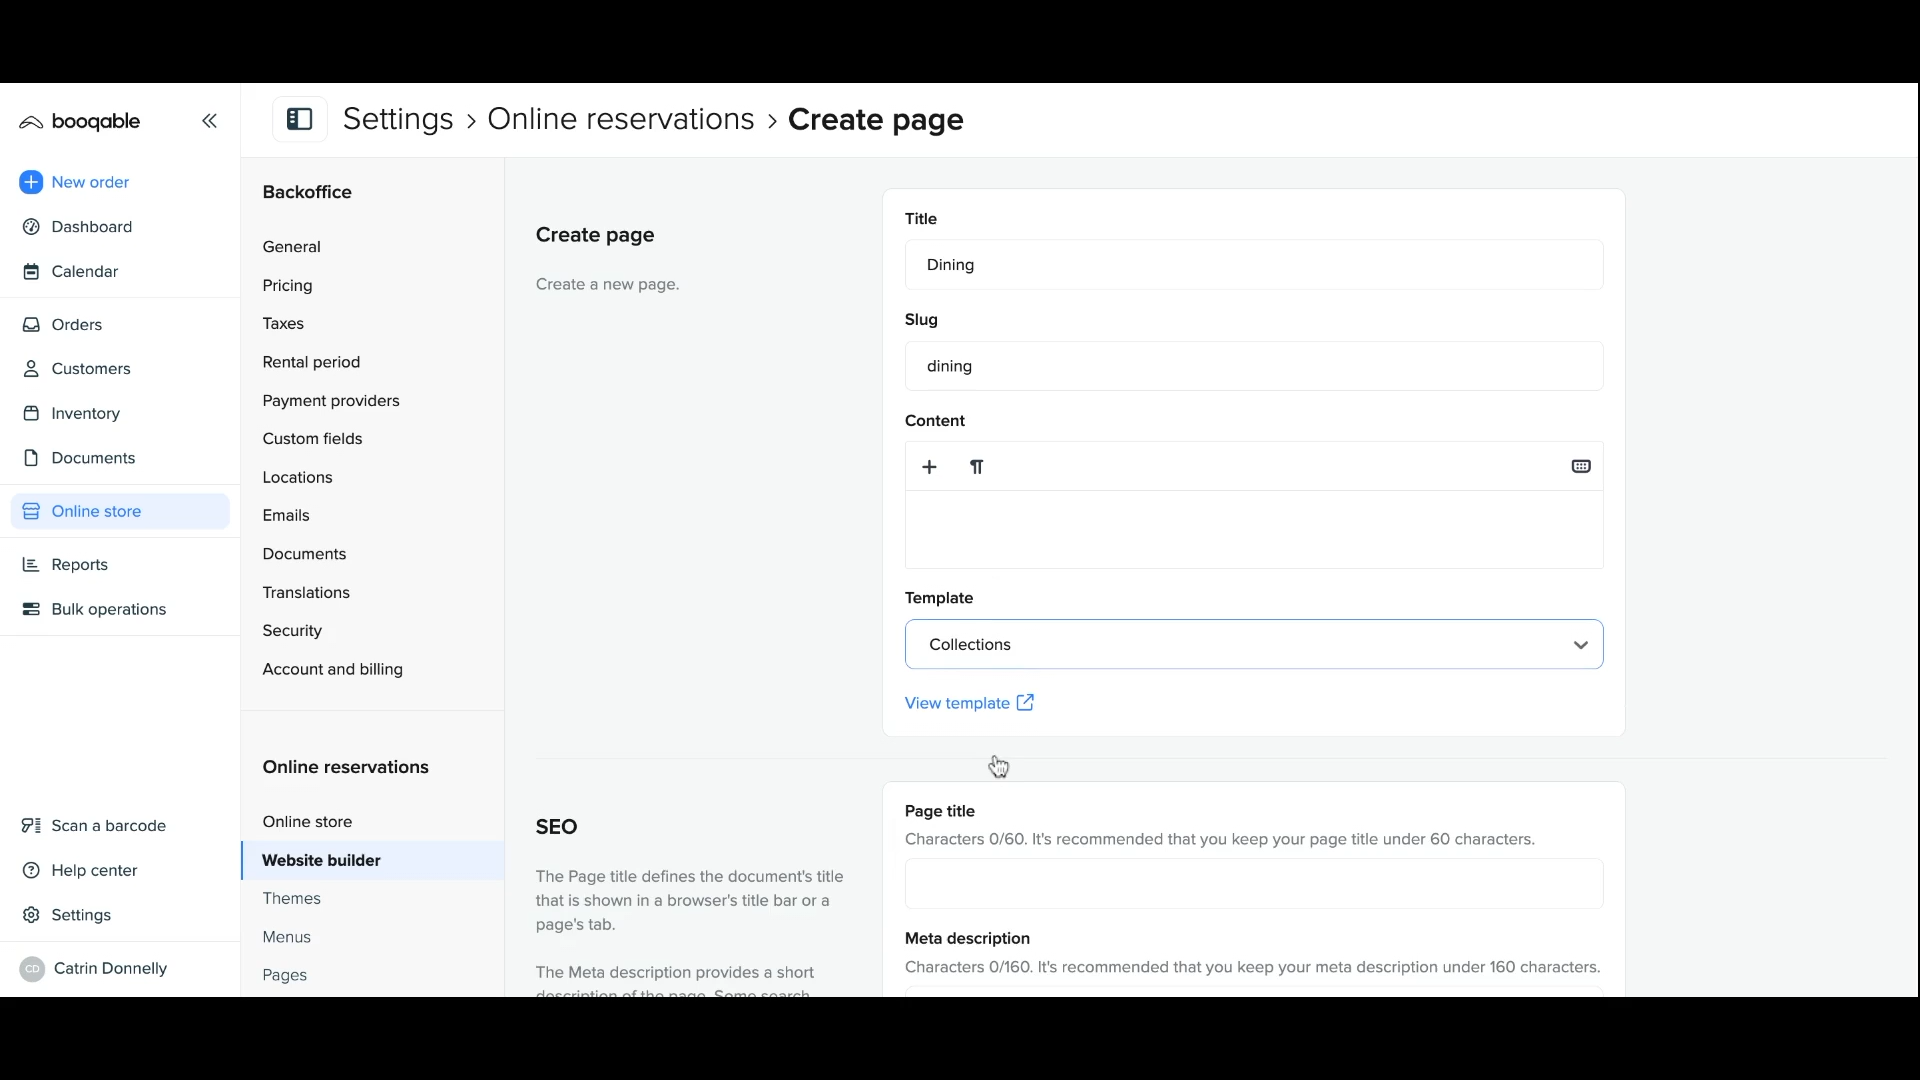 booqable
Settings > Online reservations > Create page
New order
Dashboard
Calendar
Orders
Customers
Inventory
Documents
Online store
Reports
Bulk operations
Scan a barcode
Help center
Settings
CD Catrin Donnelly
Backoffice
General
Pricing
Taxes
Rental period
Payment providers
Custom fields
Locations
Emails
Documents
Translations
Security
Account and billing
Online reservations
Online store
Website builder
Themes
Menus
Pages
Create page
Create a new page.
Title
Dining
Slug
dining
Content
Template
Collections
View template
SEO
The Page title defines the document's title
that is shown in a browser's title bar or a
page's tab.
The Meta description provides a short
description of the page. Some search
Page title
Characters 0/60. It's recommended that you keep your page title under 60 characters.
Meta description
Characters 0/160. It's recommended that you keep your meta description under 160 characters.